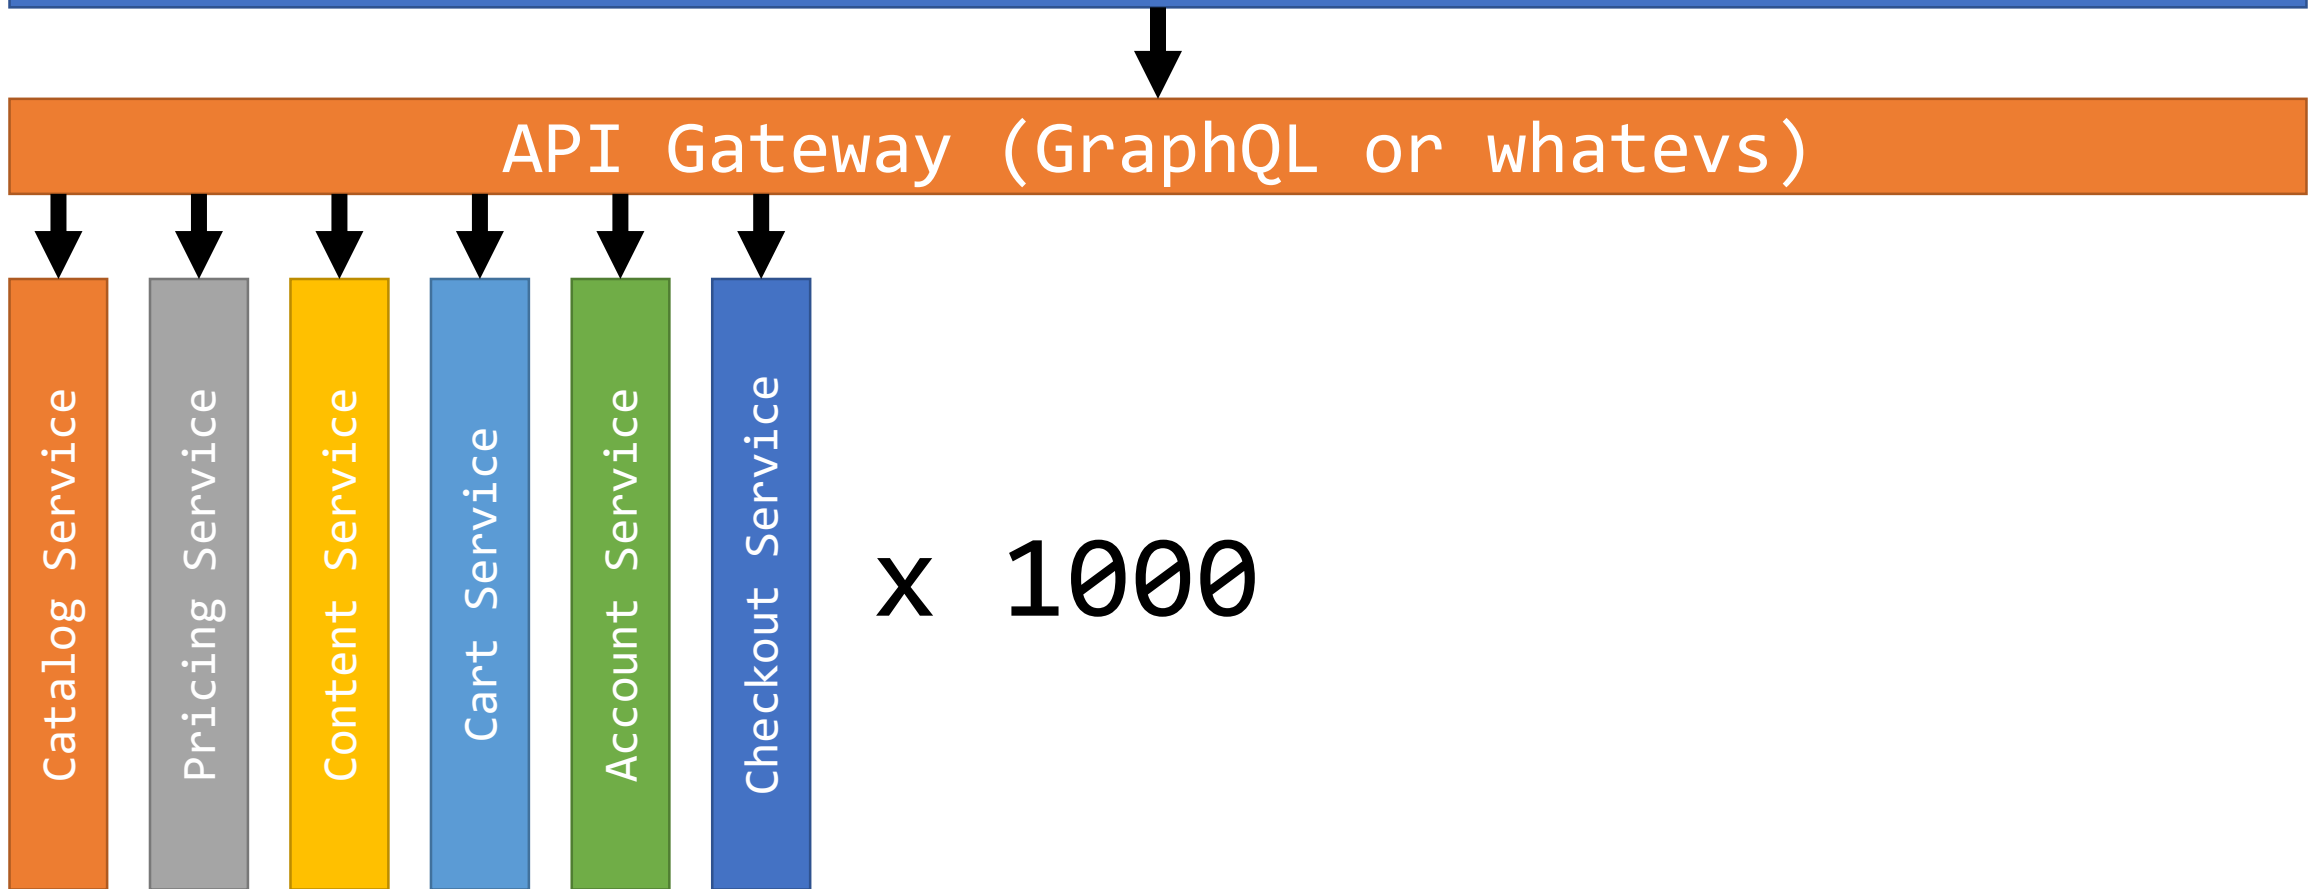 API Gateway (GraphQL or whatevs)
Catalog Service
Pricing Service
Content Service
Cart Service
Account Service
Checkout Service
x 1000